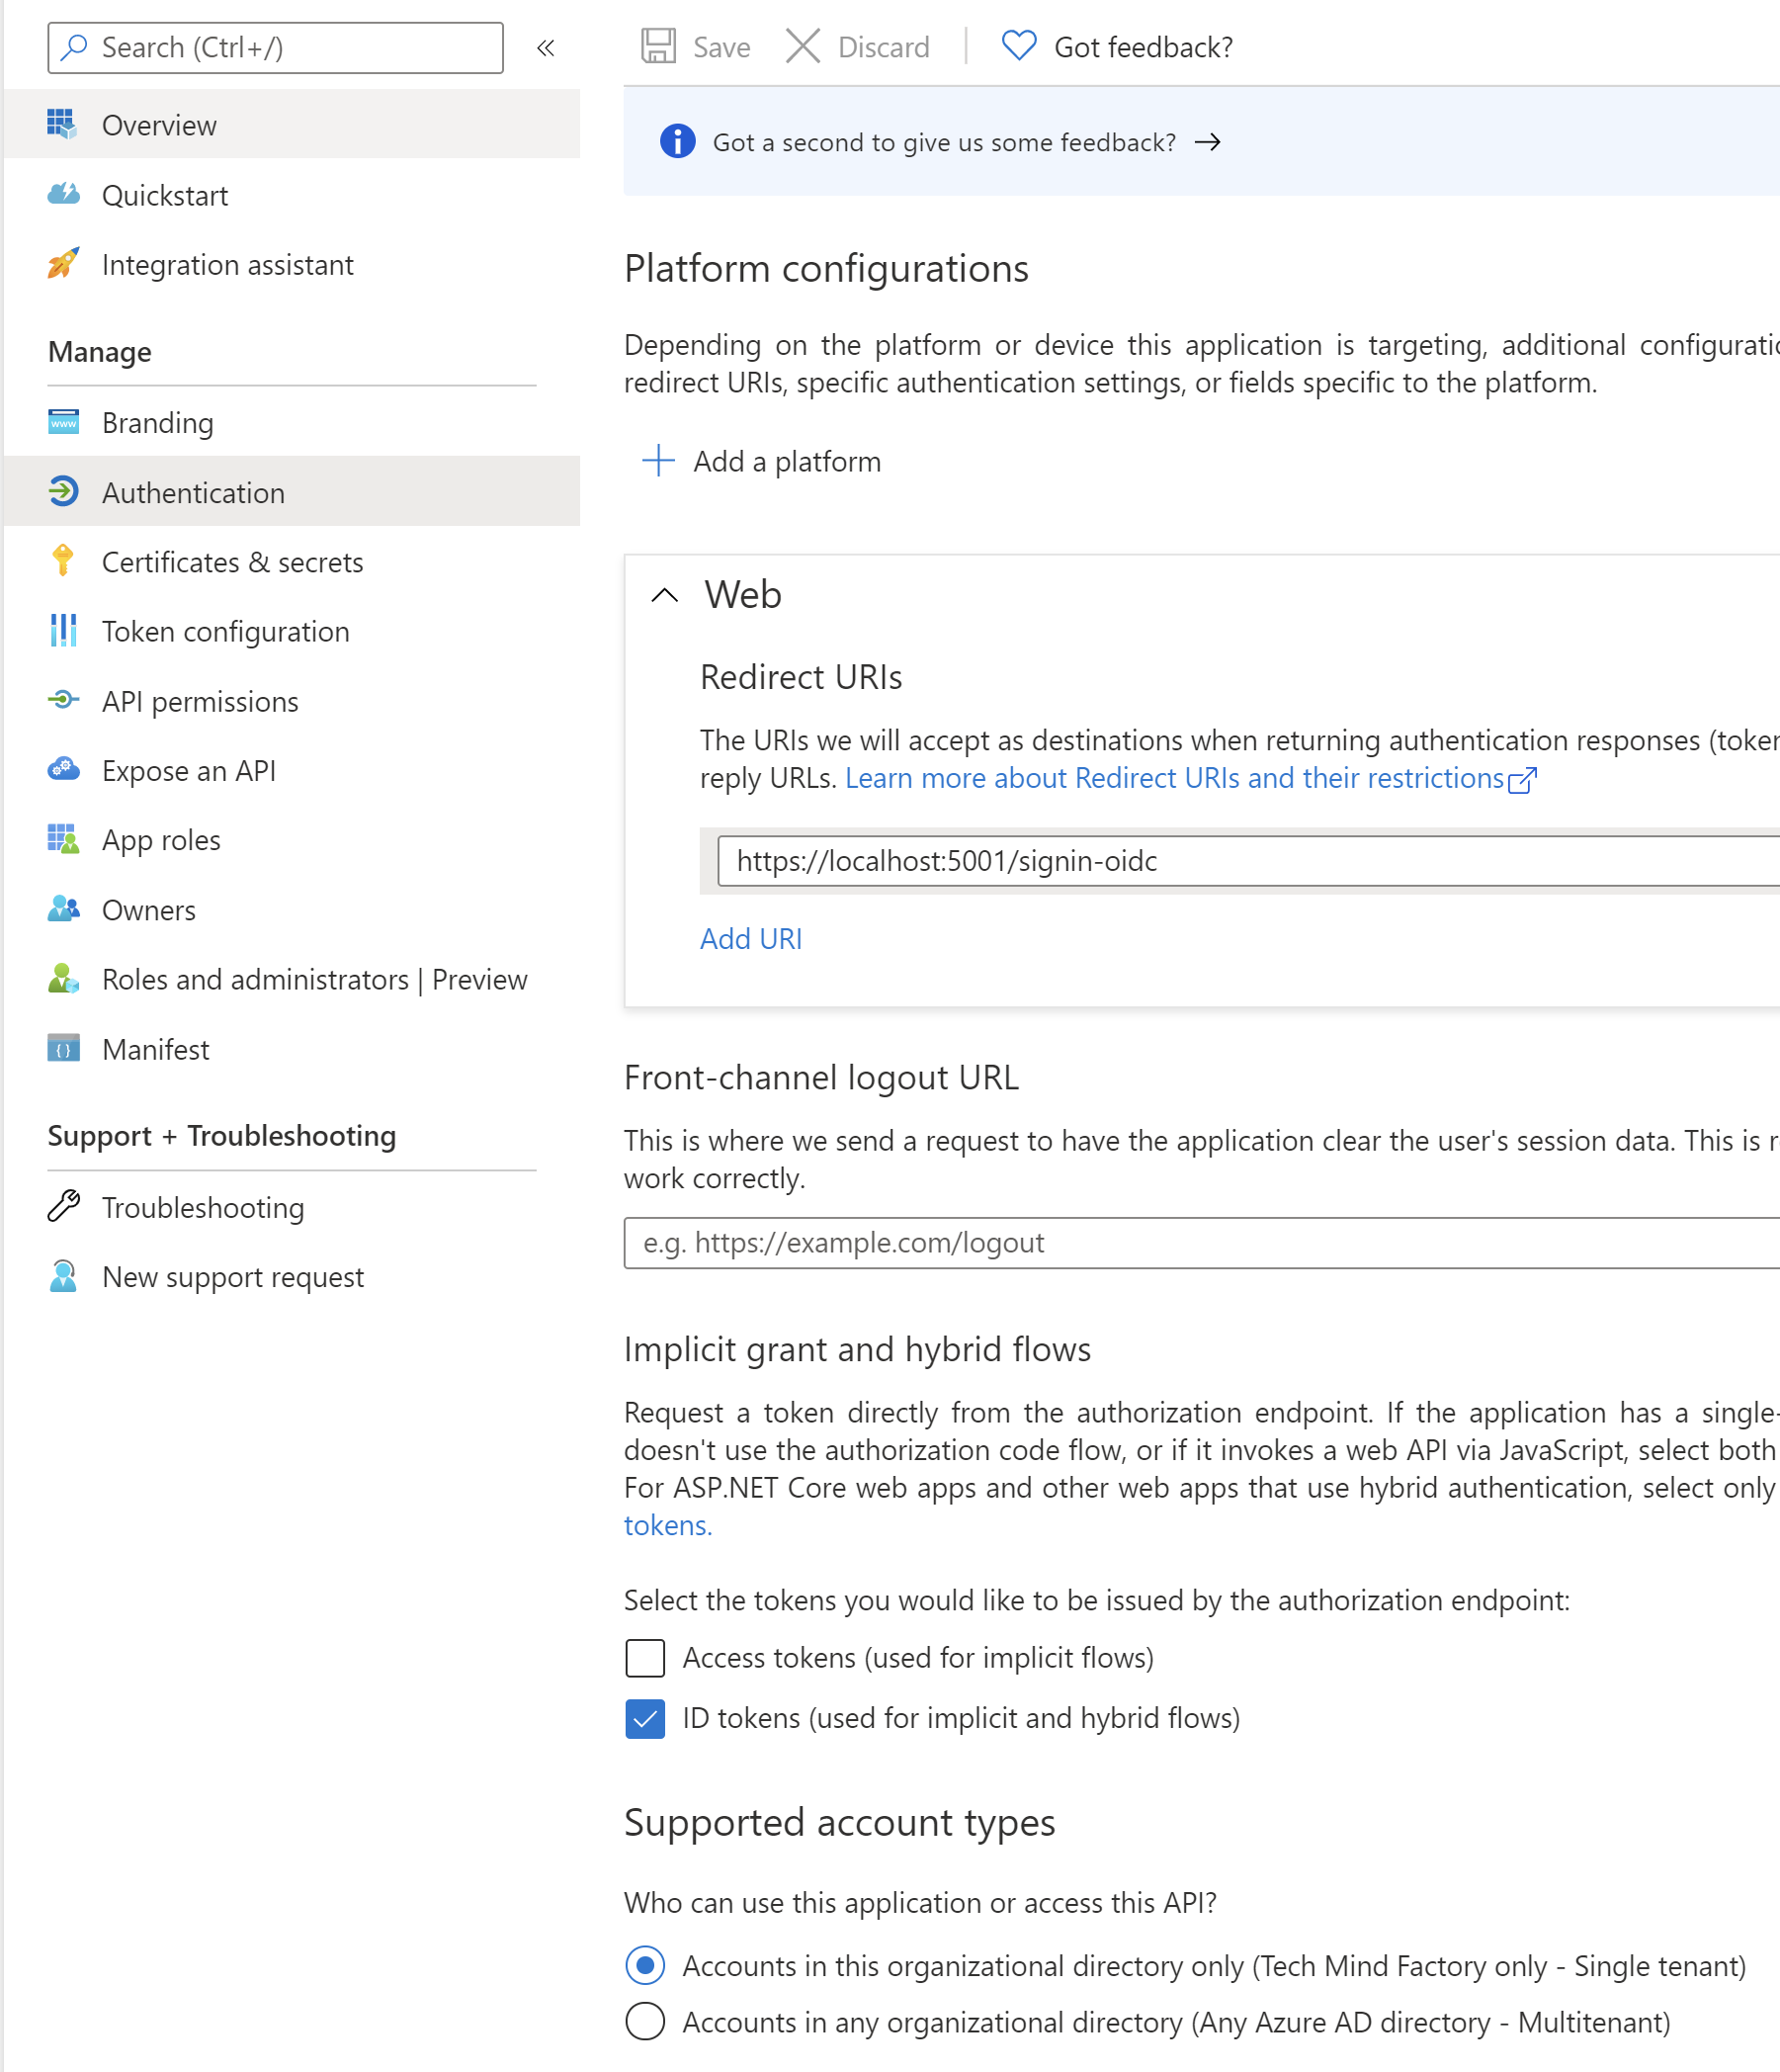 Search (Ctrl+/)
«
Overview
Quickstart
Integration assistant
Manage
Branding
Authentication
Certificates & secrets
Token configuration
API permissions
Expose an API
App roles
Owners
Roles and administrators | Preview
Manifest
Support + Troubleshooting
Troubleshooting
New support request
Save
Discard
Got feedback?
Got a second to give us some feedback? →
Platform configurations
Depending on the platform or device this application is targeting, additional
redirect URIs, specific authentication settings, or fields specific to the platform.
Add a platform
Web
Redirect URIs
The URIs we will accept as destinations when returning authentication responses
reply URLs. Learn more about Redirect URIs and their restrictions
https://localhost:5001/signin-oidc
Add URI
Front-channel logout URL
This is where we send a request to have the application clear the user's session data. This is
work correctly.
e.g. https://example.com/logout
Implicit grant and hybrid flows
Request a token directly from the authorization endpoint. If the application has a single-
doesn't use the authorization code flow, or if it invokes a web API via JavaScript, select both
For ASP.NET Core web apps and other web apps that use hybrid authentication, select only
tokens.
Select the tokens you would like to be issued by the authorization endpoint:
Access tokens (used for implicit flows)
ID tokens (used for implicit and hybrid flows)
Supported account types
Who can use this application or access this API?
Accounts in this organizational directory only (Tech Mind Factory only - Single tenant)
Accounts in any organizational directory (Any Azure AD directory - Multitenant)